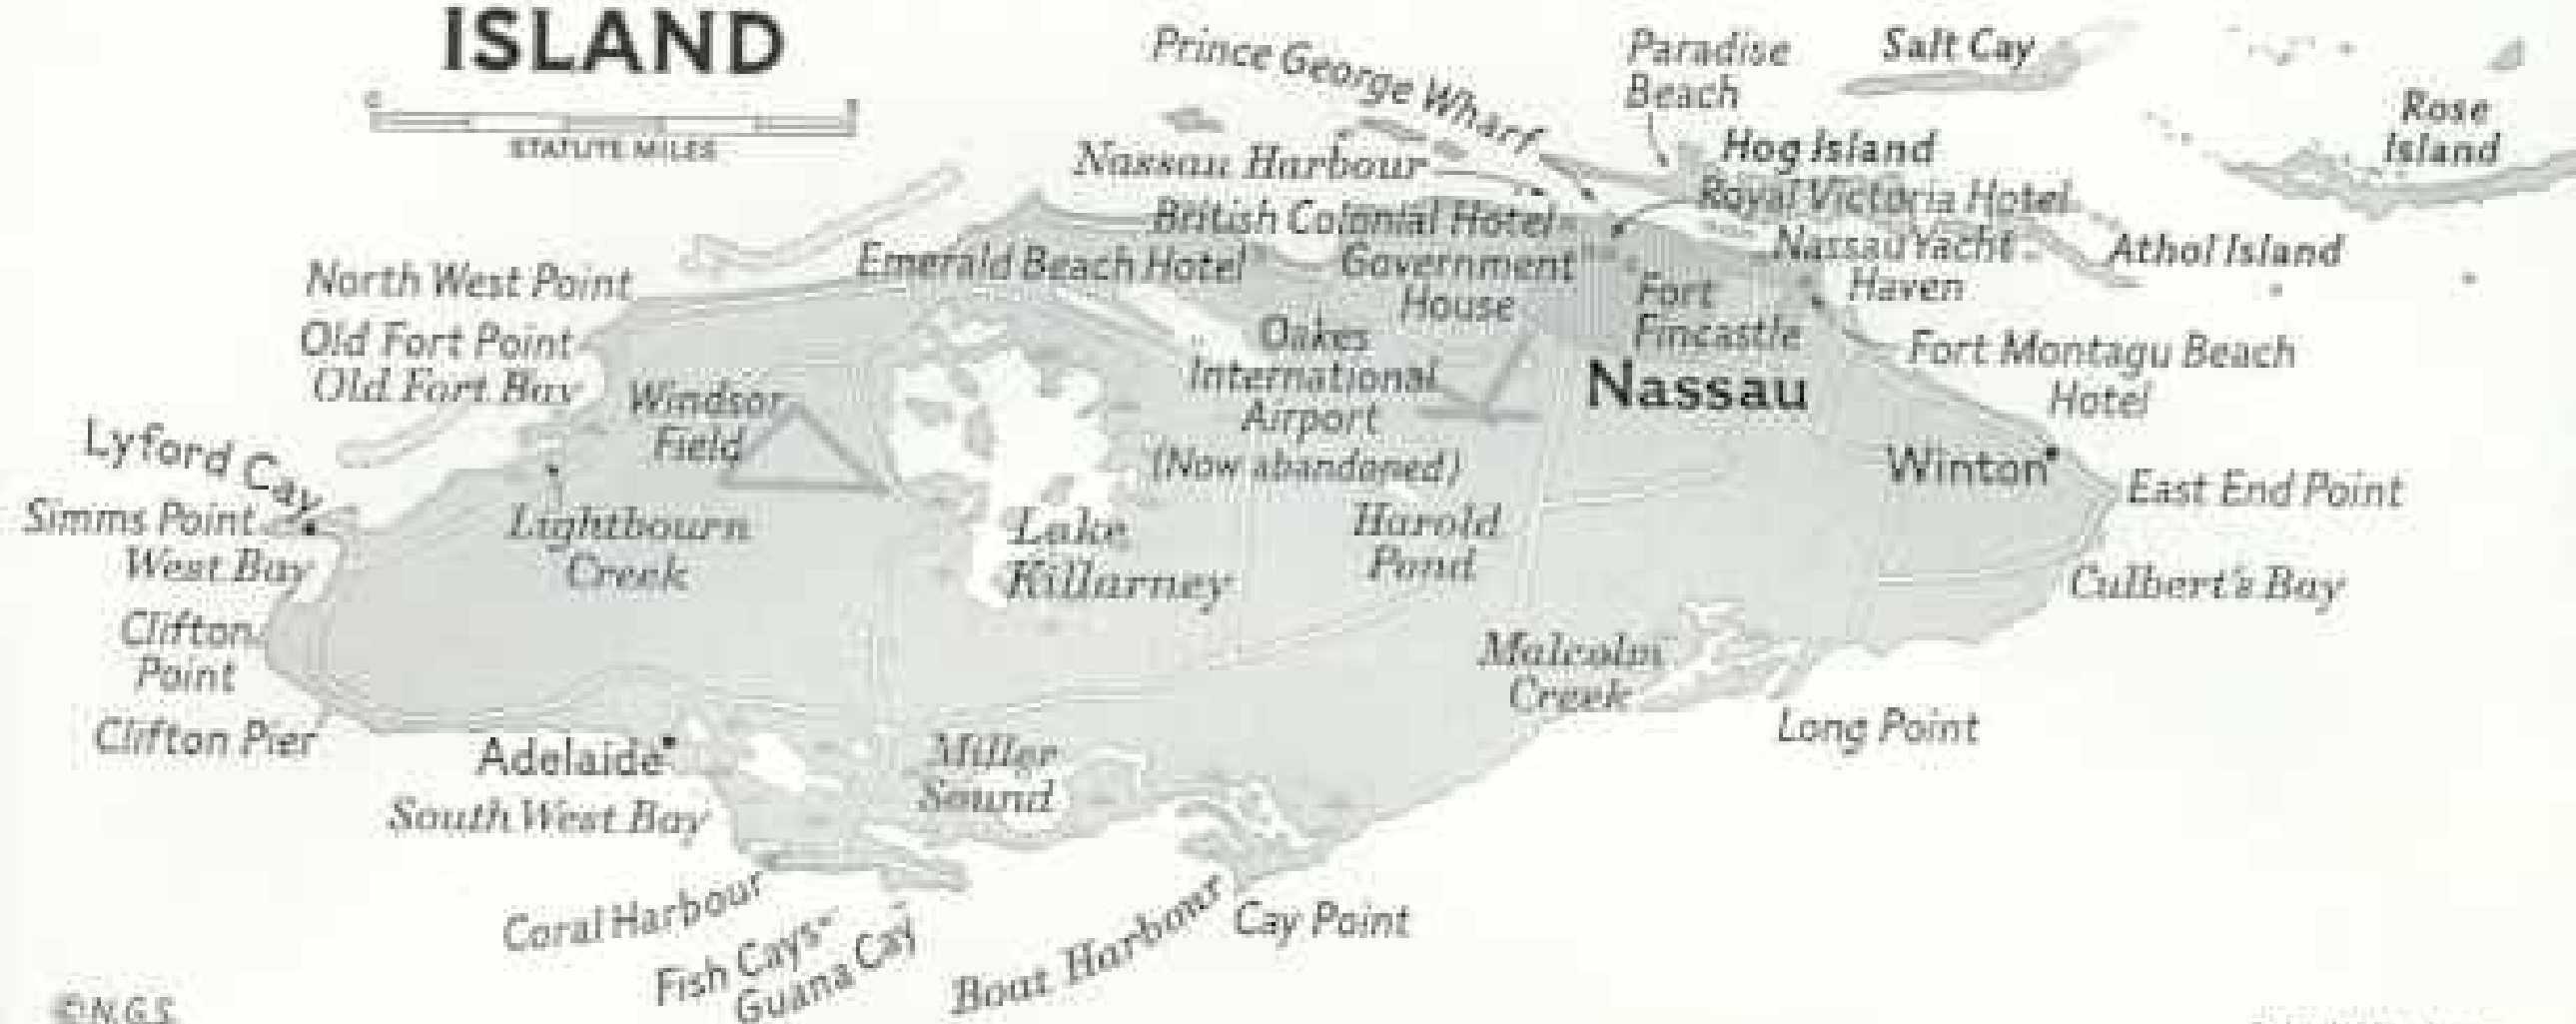 ISLAND
STATUTE MILES
Prince George Wharf
Paradise
Beach
Salt Cay
Rose
Island
Nassau Harbour
Hog Island
Royal Victoria Hotel
British Colonial Hotel
Emerald Beach Hotel
Government
House
Nassau Yacht
Haven
Athol Island
North West Point
Old Fort Point
Old Fort Bay
Fort
Fincastle
Oakes
International
Airport
(Now abandoned)
Fort Montagu Beach
Hotel
Windsor
Field
Nassau
Lyford Cay
Winton
East End Point
Simms Point
West Bay
Lightbourn
Creek
Lake
Killarney
Harold
Pond
Culbert's Bay
Clifton
Point
Malcolm
Creek
Clifton Pier
Long Point
Adelaide
Miller
Sound
South West Bay
Coral Harbour
Fish Cays
Guana Cay
Boat Harbour
Cay Point
©N.G.S.